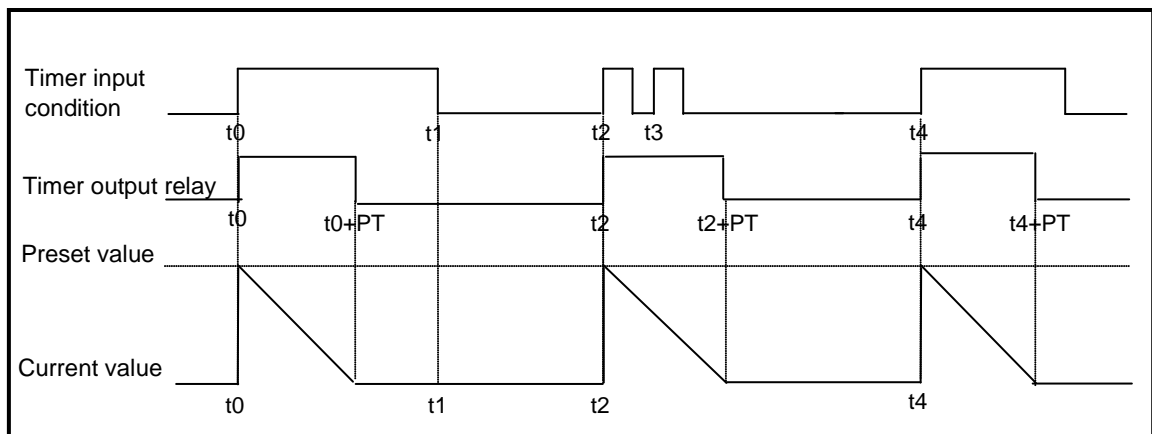 Timer input
condition
t0 t1 t2 t3 t4
Timer output relay
t0 t0+PT t2 t2+PT t4 t4+PT
Preset value
Current value
t0 t1 t2 t4